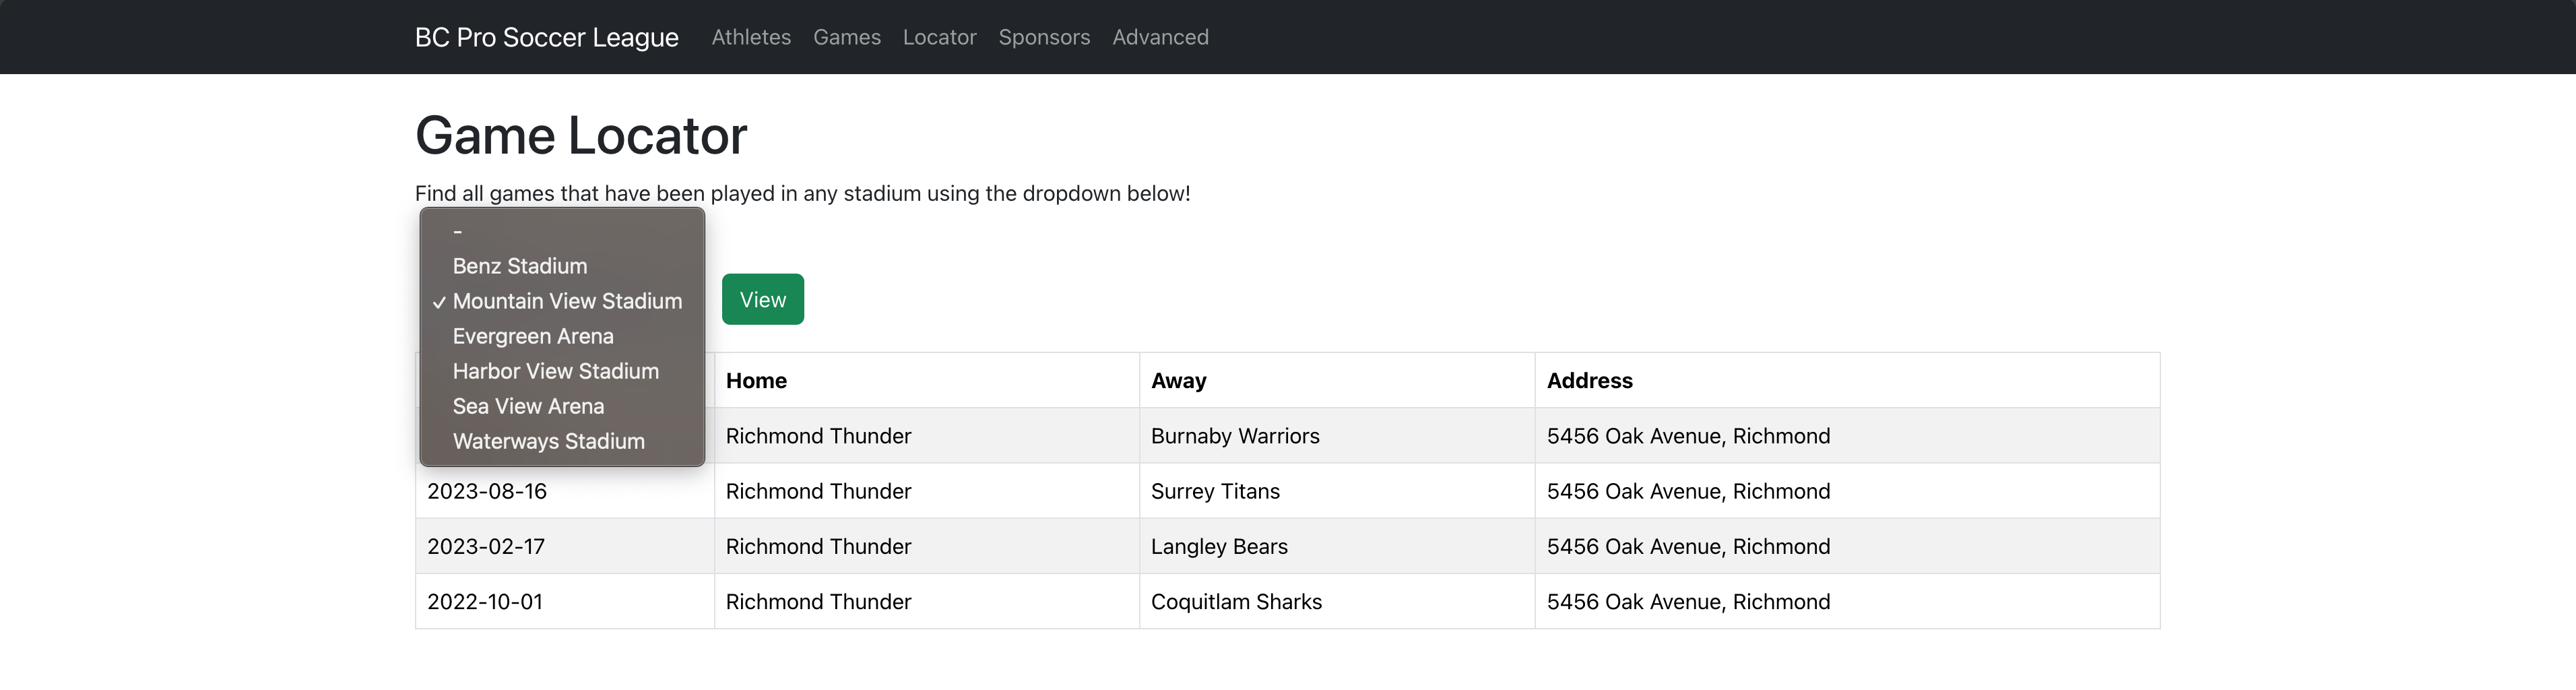 BC Pro Soccer League Athletes Games Locator Sponsors Advanced
Game Locator
Find all games that have been played in any stadium using the dropdown below!
-
Benz Stadium
✓ Mountain View Stadium
Evergreen Arena
Harbor View Stadium
Sea View Arena
Waterways Stadium
View
Home Away Address
Richmond Thunder Burnaby Warriors 5456 Oak Avenue, Richmond
2023-08-16 Richmond Thunder Surrey Titans 5456 Oak Avenue, Richmond
2023-02-17 Richmond Thunder Langley Bears 5456 Oak Avenue, Richmond
2022-10-01 Richmond Thunder Coquitlam Sharks 5456 Oak Avenue, Richmond